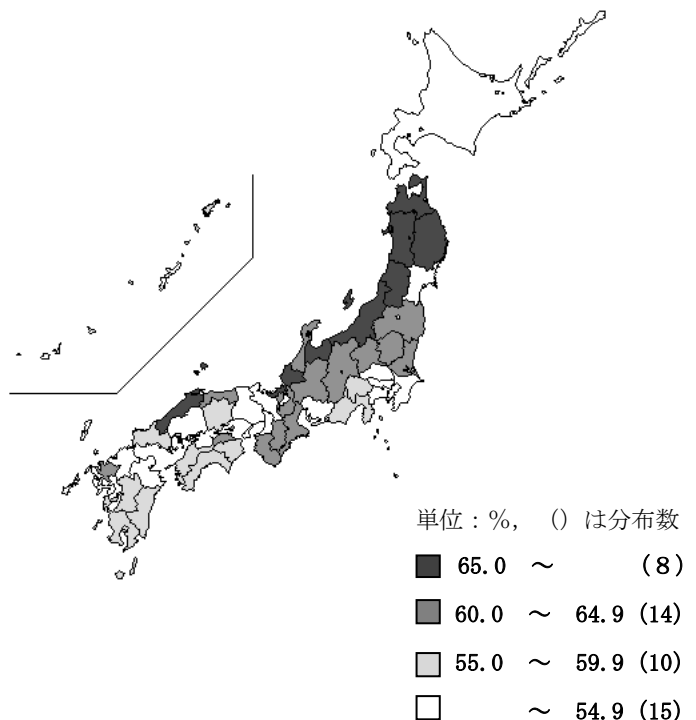 単位：%, () は分布数
65.0 ～ (8)
60.0 ～ 64.9 (14)
55.0 ～ 59.9 (10)
～ 54.9 (15)